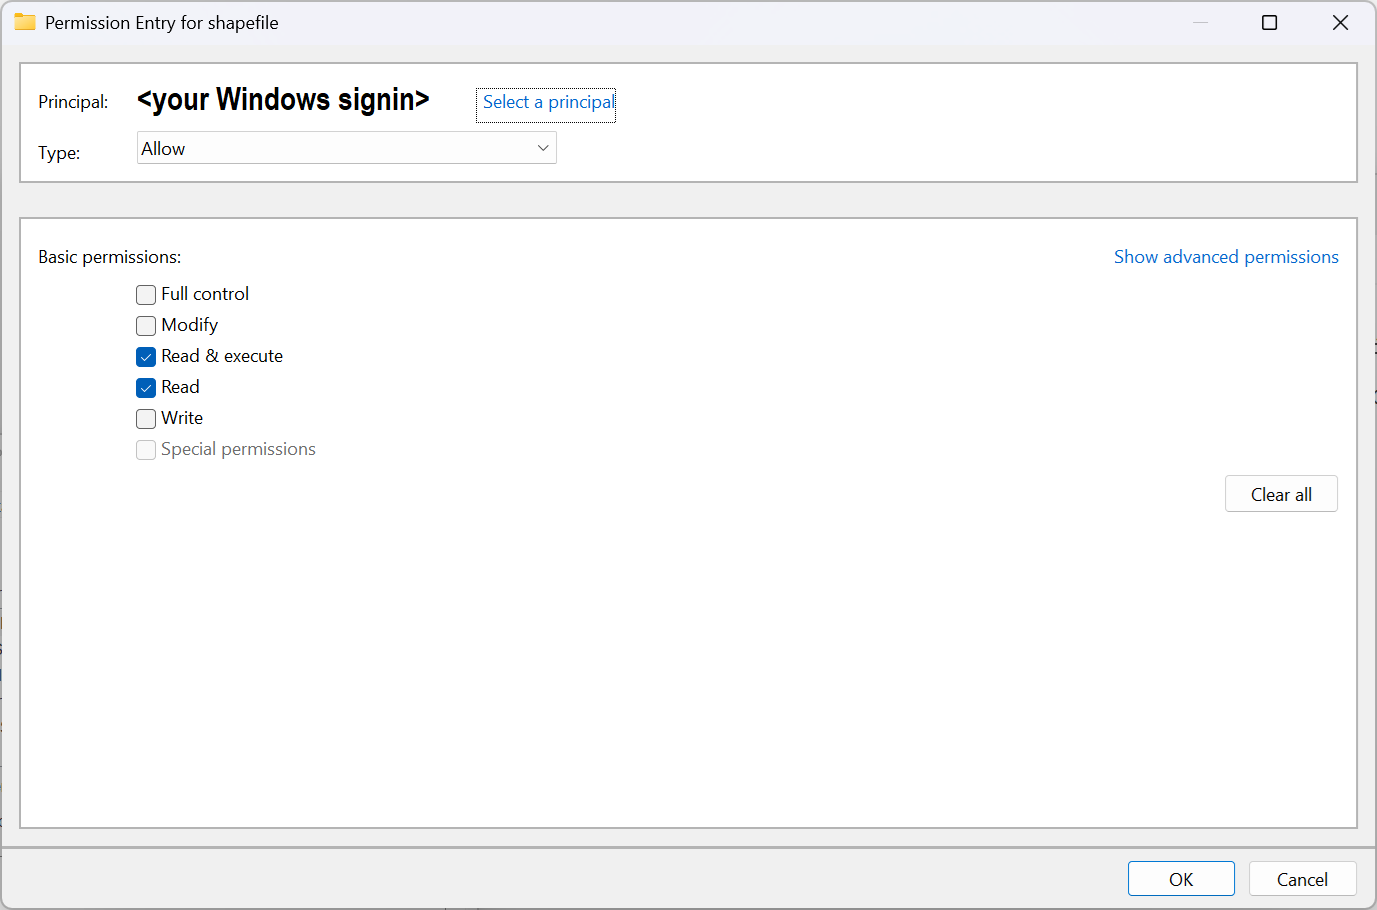 Permission Entry for shapefile
Principal: <your Windows signin> Select a principal
Type: Allow
Basic permissions: Show advanced permissions
Full control
Modify
Read & execute
Read
Write
Special permissions
Clear all
OK Cancel